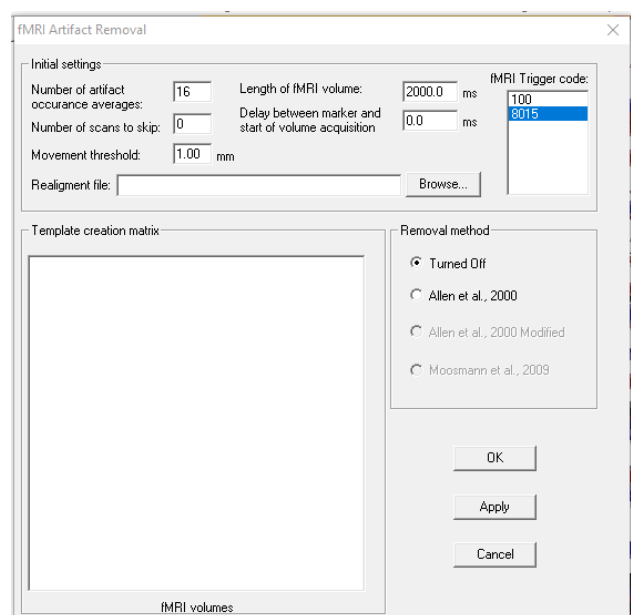 fMRI Artifact Removal
Initial settings
Number of artifact
occurance averages:
16
Length of fMRI volume:
2000.0 ms
fMRI Trigger code:
100
8015
Number of scans to skip:
0
Delay between marker and
start of volume acquisition
0.0 ms
Movement threshold:
1.00 mm
Realigment file:
Browse...
Template creation matrix
fMRI volumes
Removal method
Turned Off
Allen et al., 2000
Allen et al., 2000 Modified
Moosmann et al., 2009
OK
Apply
Cancel